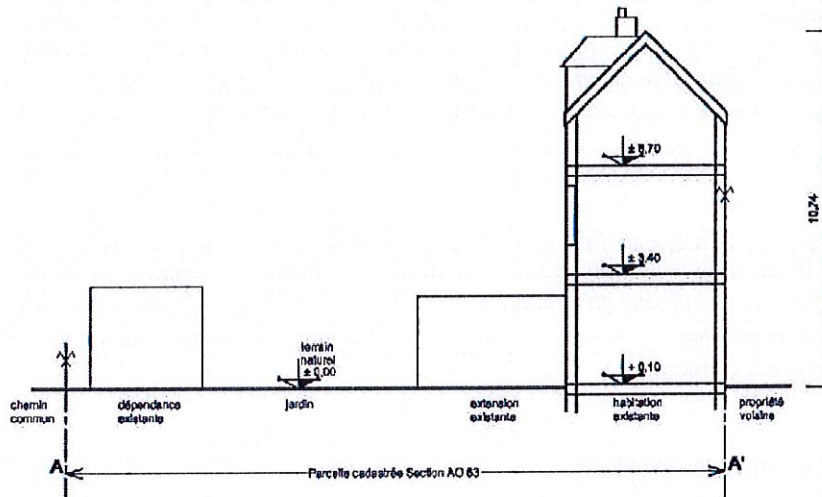 ± 6,70
10,74
± 3,40
terrain
naturel
± 0,00
+ 0,10
chemin
commun
dépendance
existante
jardin
extension
existante
habitation
existante
propriété
voisine
A
Parcelle cadastrée Section AO 63
A'